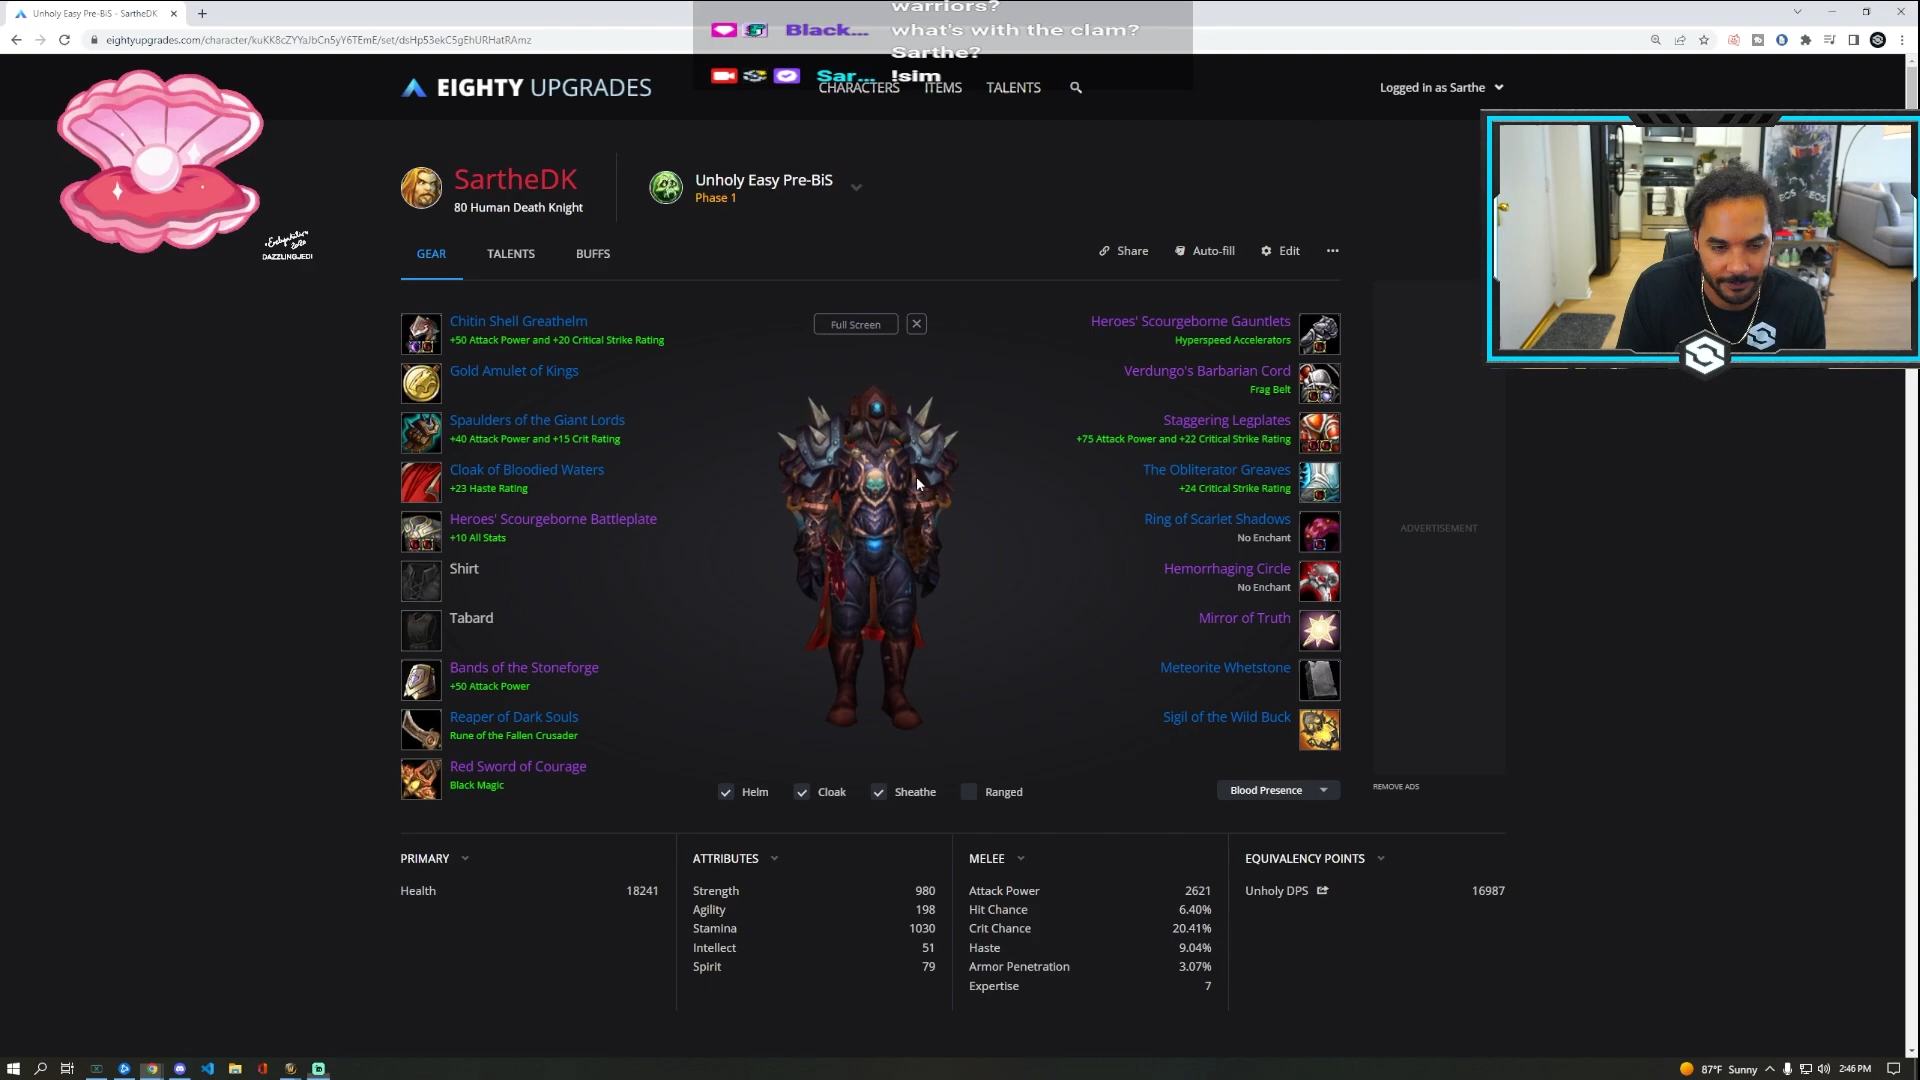 Unholy Easy Pre-BiS - SartheDK
eightyupgrades.com/character/kuKK8cZYYaJbCn5yY6TEmE/set/dsHp53ekC5gEhURHatRAmz
warriors?
Black... what's with the clam?
Sarthe?
Sar... !sim
EIGHTY UPGRADES
CHARACTERS ITEMS TALENTS
Logged in as Sarthe
DAZZLINGJEDI
SartheDK
80 Human Death Knight
Unholy Easy Pre-BiS
Phase 1
GEAR TALENTS BUFFS
Share Auto-fill Edit
Full Screen
Chitin Shell Greathelm
+50 Attack Power and +20 Critical Strike Rating
Gold Amulet of Kings
Spaulders of the Giant Lords
+40 Attack Power and +15 Crit Rating
Cloak of Bloodied Waters
+23 Haste Rating
Heroes' Scourgeborne Battleplate
+10 All Stats
Shirt
Tabard
Bands of the Stoneforge
+50 Attack Power
Reaper of Dark Souls
Rune of the Fallen Crusader
Red Sword of Courage
Black Magic
Heroes' Scourgeborne Gauntlets
Hyperspeed Accelerators
Verdungo's Barbarian Cord
Frag Belt
Staggering Legplates
+75 Attack Power and +22 Critical Strike Rating
The Obliterator Greaves
+24 Critical Strike Rating
Ring of Scarlet Shadows
No Enchant
Hemorrhaging Circle
No Enchant
Mirror of Truth
Meteorite Whetstone
Sigil of the Wild Buck
Helm Cloak Sheathe Ranged
Blood Presence
ADVERTISEMENT
REMOVE ADS
PRIMARY
Health 18241
ATTRIBUTES
Strength 980
Agility 198
Stamina 1030
Intellect 51
Spirit 79
MELEE
Attack Power 2621
Hit Chance 6.40%
Crit Chance 20.41%
Haste 9.04%
Armor Penetration 3.07%
Expertise 7
EQUIVALENCY POINTS
Unholy DPS 16987
87°F Sunny
2:46 PM